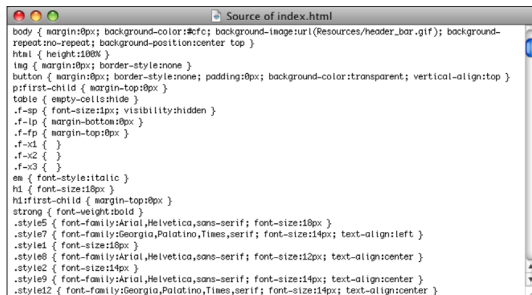 Source of index.html
body { margin:0px; background-color:#cfc; background-image:url(Resources/header_bar.gif); background-
repeat:no-repeat; background-position:center top }
html { height:100% }
img { margin:0px; border-style:none }
button { margin:0px; border-style:none; padding:0px; background-color:transparent; vertical-align:top }
p:first-child { margin-top:0px }
table { empty-cells:hide }
.f-sp { font-size:1px; visibility:hidden }
.f-lp { margin-bottom:0px }
.f-fp { margin-top:0px }
.f-x1 {  }
.f-x2 {  }
.f-x3 {  }
em { font-style:italic }
h1 { font-size:18px }
h1:first-child { margin-top:0px }
strong { font-weight:bold }
.style5 { font-family:Arial,Helvetica,sans-serif; font-size:18px }
.style7 { font-family:Georgia,Palatino,Times,serif; font-size:14px; text-align:left }
.style1 { font-size:18px }
.style8 { font-family:Arial,Helvetica,sans-serif; font-size:12px; text-align:center }
.style2 { font-size:14px }
.style9 { font-family:Arial,Helvetica,sans-serif; font-size:14px; text-align:center }
.style12 { font-family:Georgia,Palatino,Times,serif; font-size:14px; text-align:center }